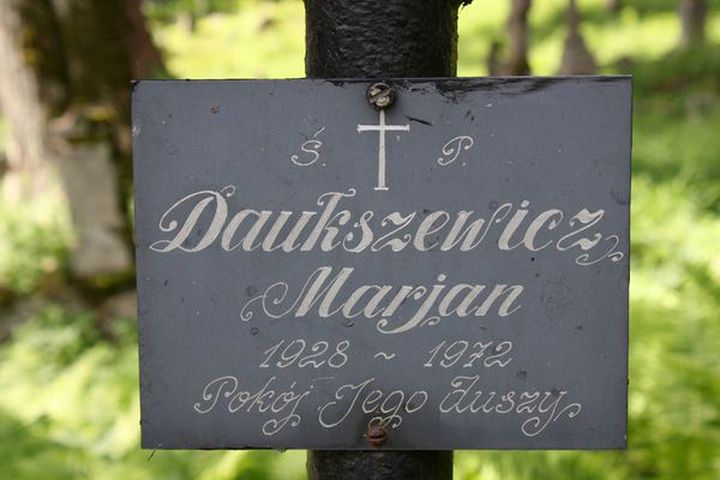 Ś. P.
Daukszewicz
Marjan
1928 ~ 1972
Pokój Jego duszy